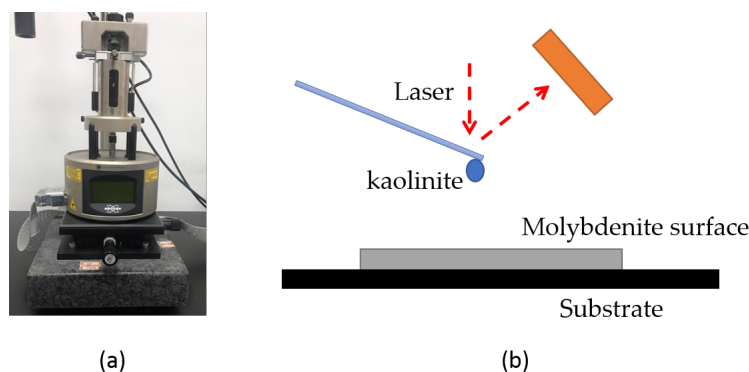 Laser
kaolinite
Molybdenite surface
Substrate
(a)
(b)